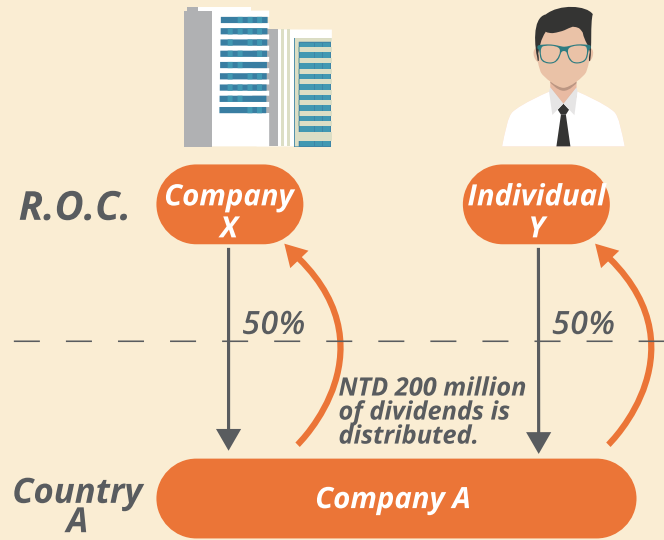 R.O.C.
Company
X
Individual
Y
50%
50%
NTD 200 million
of dividends is
distributed.
Country
A
Company A